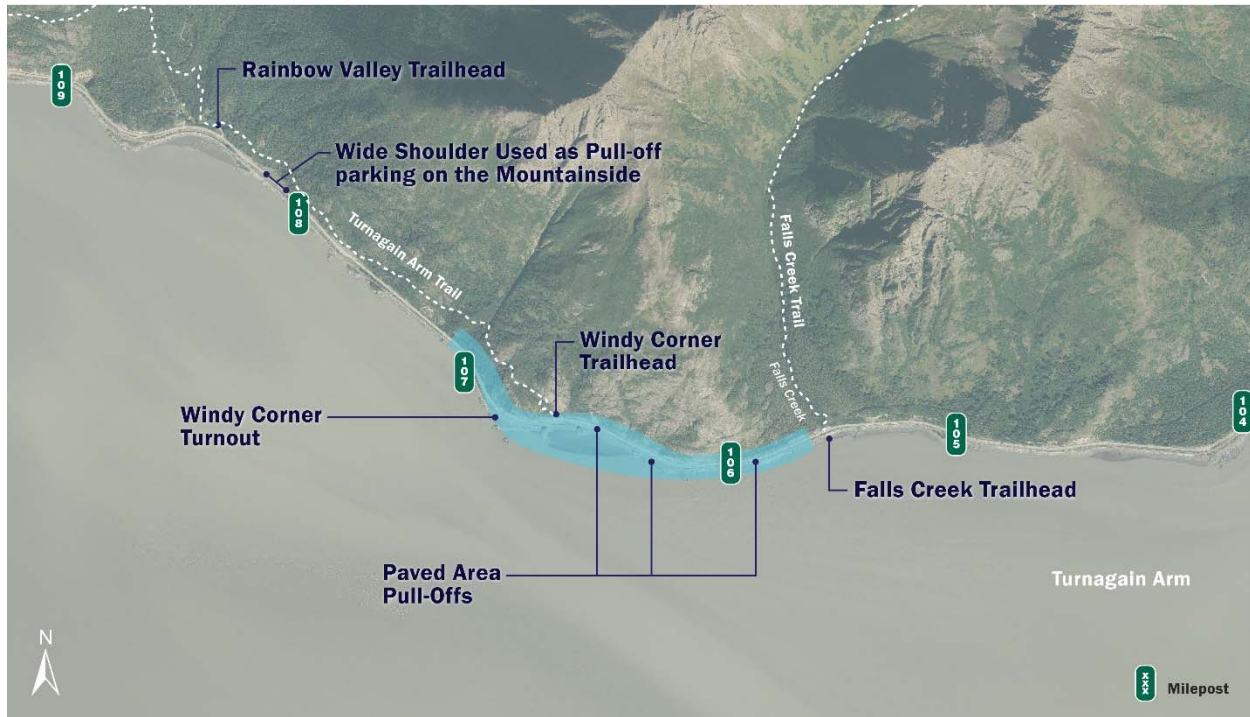 109
Rainbow Valley Trailhead
Wide Shoulder Used as Pull-off
parking on the Mountainside
108
Turnagain Arm Trail
Falls Creek Trail
Windy Corner
Trailhead
107
Falls Creek
Windy Corner
Turnout
104
105
106
Falls Creek Trailhead
Paved Area
Pull-Offs
Turnagain Arm
N
xxx
Milepost